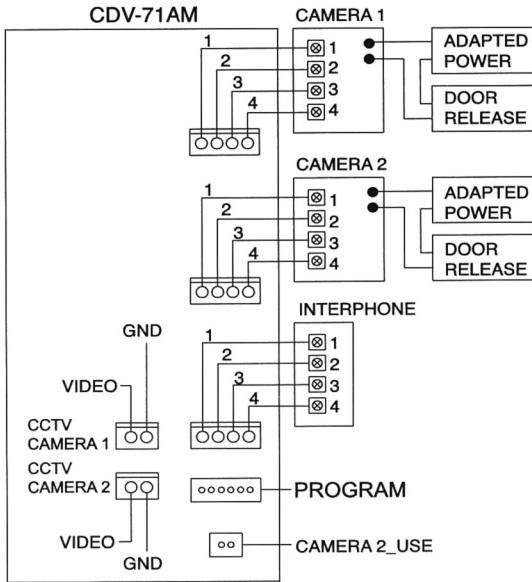 CDV-71AM
CAMERA 1
1
2
3
4
1
2
3
4
ADAPTED
POWER
DOOR
RELEASE
CAMERA 2
1
2
3
4
1
2
3
4
ADAPTED
POWER
DOOR
RELEASE
INTERPHONE
1
2
3
4
1
2
3
4
GND
VIDEO
CCTV
CAMERA 1
CCTV
CAMERA 2
VIDEO
GND
PROGRAM
CAMERA 2_USE